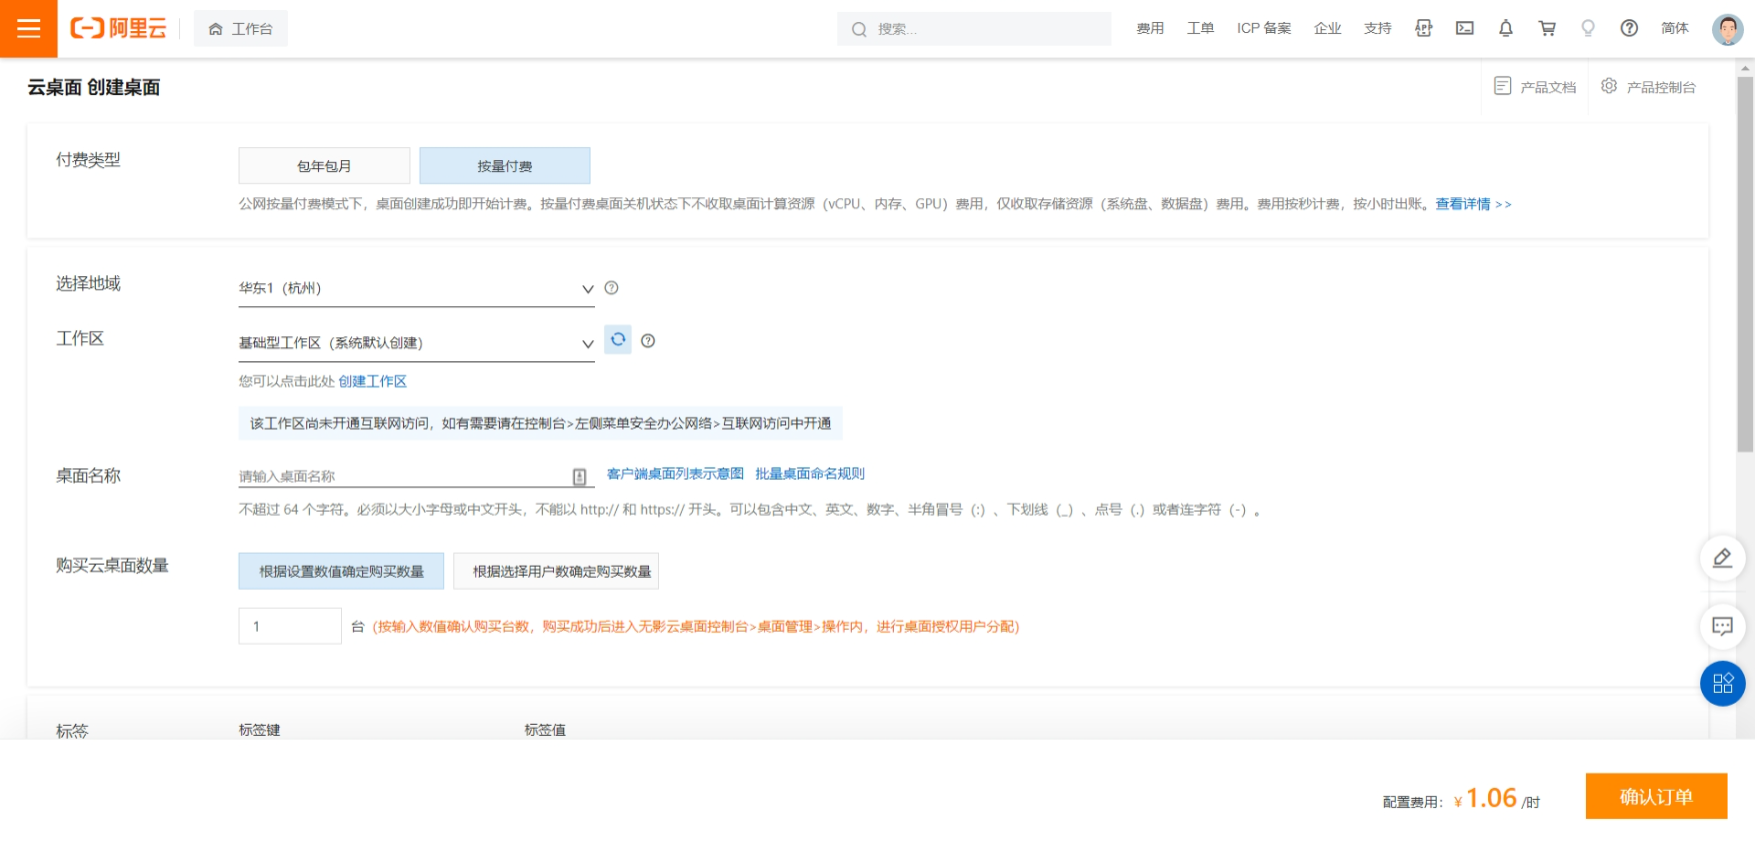 阿里云
工作台
搜索...
费用 工单 ICP 备案 企业 支持 简体
云桌面 创建桌面
产品文档 产品控制台
付费类型
包年包月 按量付费
公网按量付费模式下，桌面创建成功即开始计费。按量付费桌面关机状态下不收取桌面计算资源（vCPU、内存、GPU）费用，仅收取存储资源（系统盘、数据盘）费用。费用按秒计费，按小时出账。查看详情 >>
选择地域
华东1（杭州）
工作区
基础型工作区（系统默认创建）
您可以点击此处 创建工作区
该工作区尚未开通互联网访问，如有需要请在控制台>左侧菜单安全办公网络>互联网访问中开通
桌面名称
请输入桌面名称
客户端桌面列表示意图 批量桌面命名规则
不超过 64 个字符。必须以大小字母或中文开头，不能以 http:// 和 https:// 开头。可以包含中文、英文、数字、半角冒号（:）、下划线（_）、点号（.）或者连字符（-）。
购买云桌面数量
根据设置数值确定购买数量 根据选择用户数确定购买数量
1 台（按输入数值确认购买台数，购买成功后进入无影云桌面控制台>桌面管理>操作内，进行桌面授权用户分配）
标签 标签键 标签值
配置费用：¥ 1.06 /时
确认订单